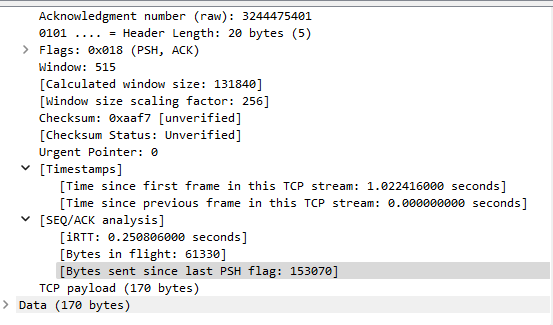 Acknowledgment number (raw): 3244475401
0101 .... = Header Length: 20 bytes (5)
Flags: 0x018 (PSH, ACK)
Window: 515
[Calculated window size: 131840]
[Window size scaling factor: 256]
Checksum: 0xaaf7 [unverified]
[Checksum Status: Unverified]
Urgent Pointer: 0
[Timestamps]
[Time since first frame in this TCP stream: 1.022416000 seconds]
[Time since previous frame in this TCP stream: 0.000000000 seconds]
[SEQ/ACK analysis]
[iRTT: 0.250806000 seconds]
[Bytes in flight: 61330]
[Bytes sent since last PSH flag: 153070]
TCP payload (170 bytes)
Data (170 bytes)